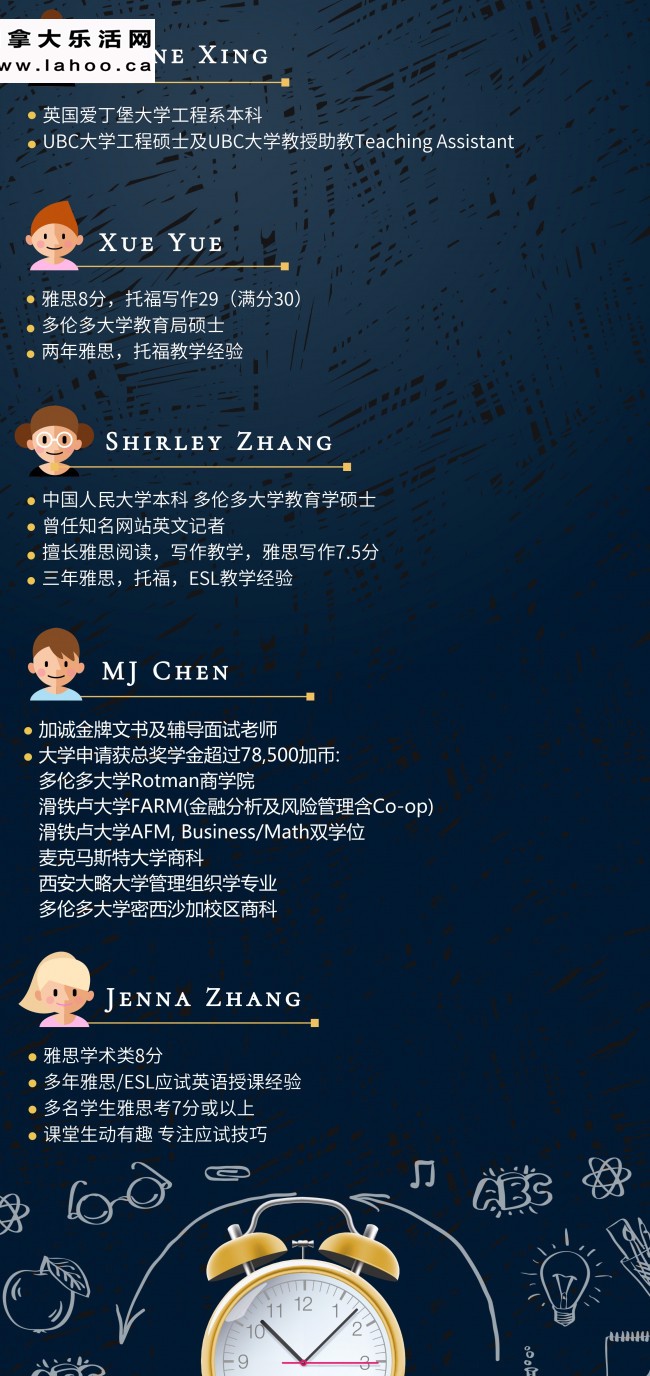 拿大乐活网
ww.lahoo.ca
ne Xing
英国爱丁堡大学工程系本科
UBC大学工程硕士及UBC大学教授助教Teaching Assistant
Xue Yue
雅思8分，托福写作29（满分30）
多伦多大学教育局硕士
两年雅思，托福教学经验
Shirley Zhang
中国人民大学本科 多伦多大学教育学硕士
曾任知名网站英文记者
擅长雅思阅读，写作教学，雅思写作7.5分
三年雅思，托福，ESL教学经验
MJ Chen
加诚金牌文书及辅导面试老师
大学申请获总奖学金超过78,500加币:
多伦多大学Rotman商学院
滑铁卢大学FARM(金融分析及风险管理含Co-op)
滑铁卢大学AFM, Business/Math双学位
麦克马斯特大学商科
西安大略大学管理组织学专业
多伦多大学密西沙加校区商科
Jenna Zhang
雅思学术类8分
多年雅思/ESL应试英语授课经验
多名学生雅思考7分或以上
课堂生动有趣 专注应试技巧
ABC
11 12 1
10 2
9 3
ABC